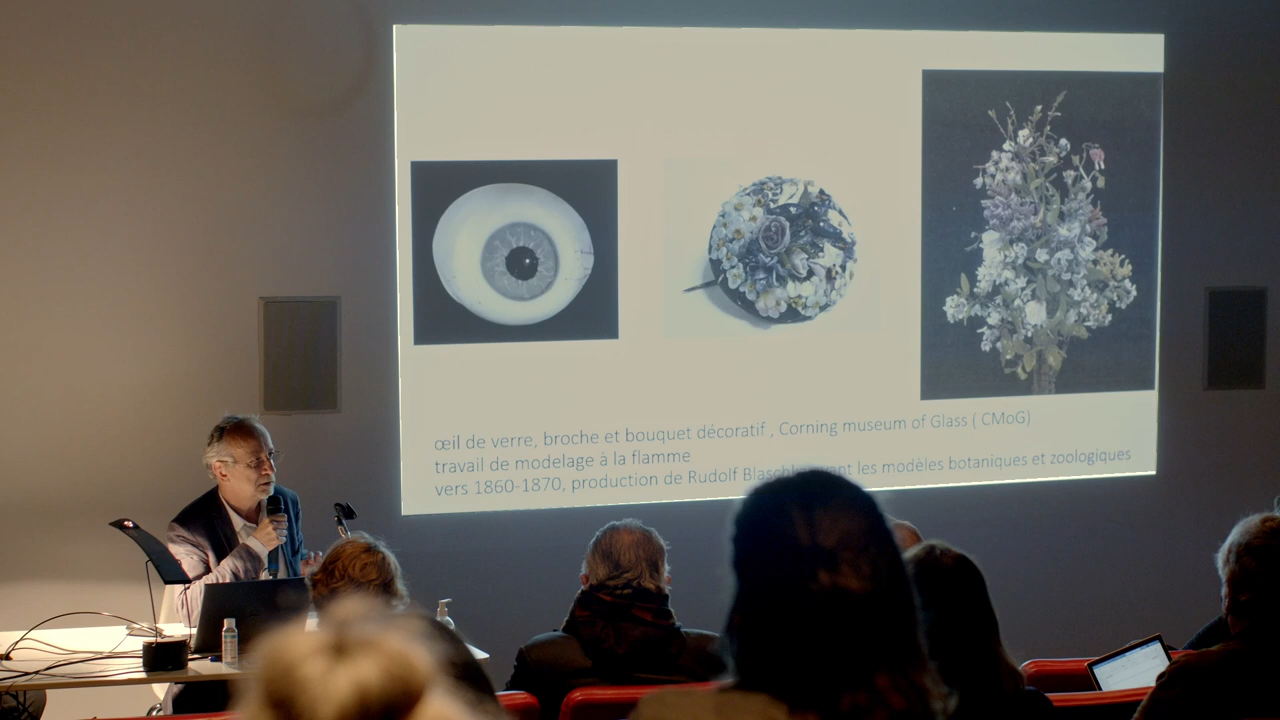 œil de verre, broche et bouquet décoratif , Corning museum of Glass ( CMoG)
travail de modelage à la flamme
vers 1860-1870, production de Rudolf les modèles botaniques et zoologiques